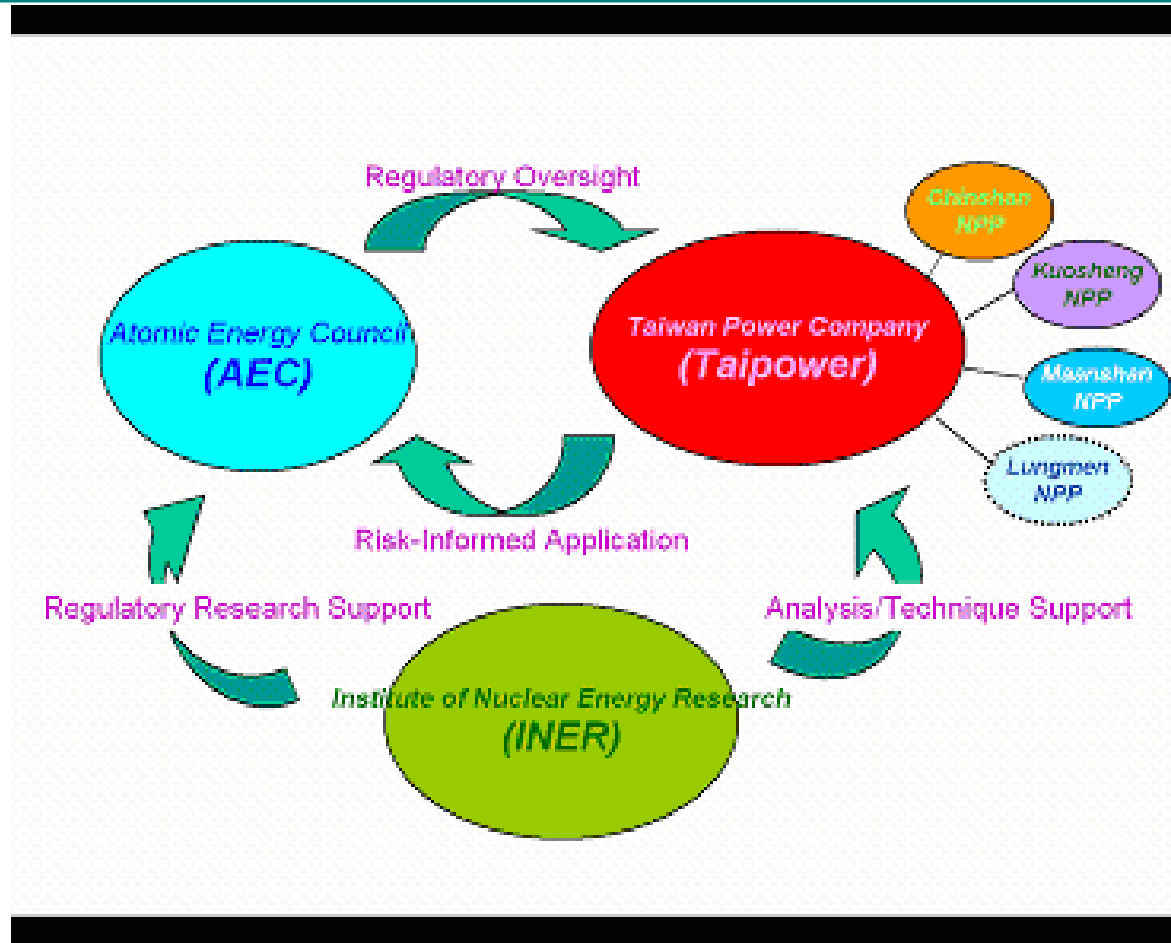 Regulatory Oversight
Chinshan
NPP
Kuosheng
NPP
Atomic Energy Council
(AEC)
Taiwan Power Company
(Taipower)
Maanshan
NPP
Lungmen
NPP
Risk-Informed Application
Regulatory Research Support
Analysis/Technique Support
Institute of Nuclear Energy Research
(INER)